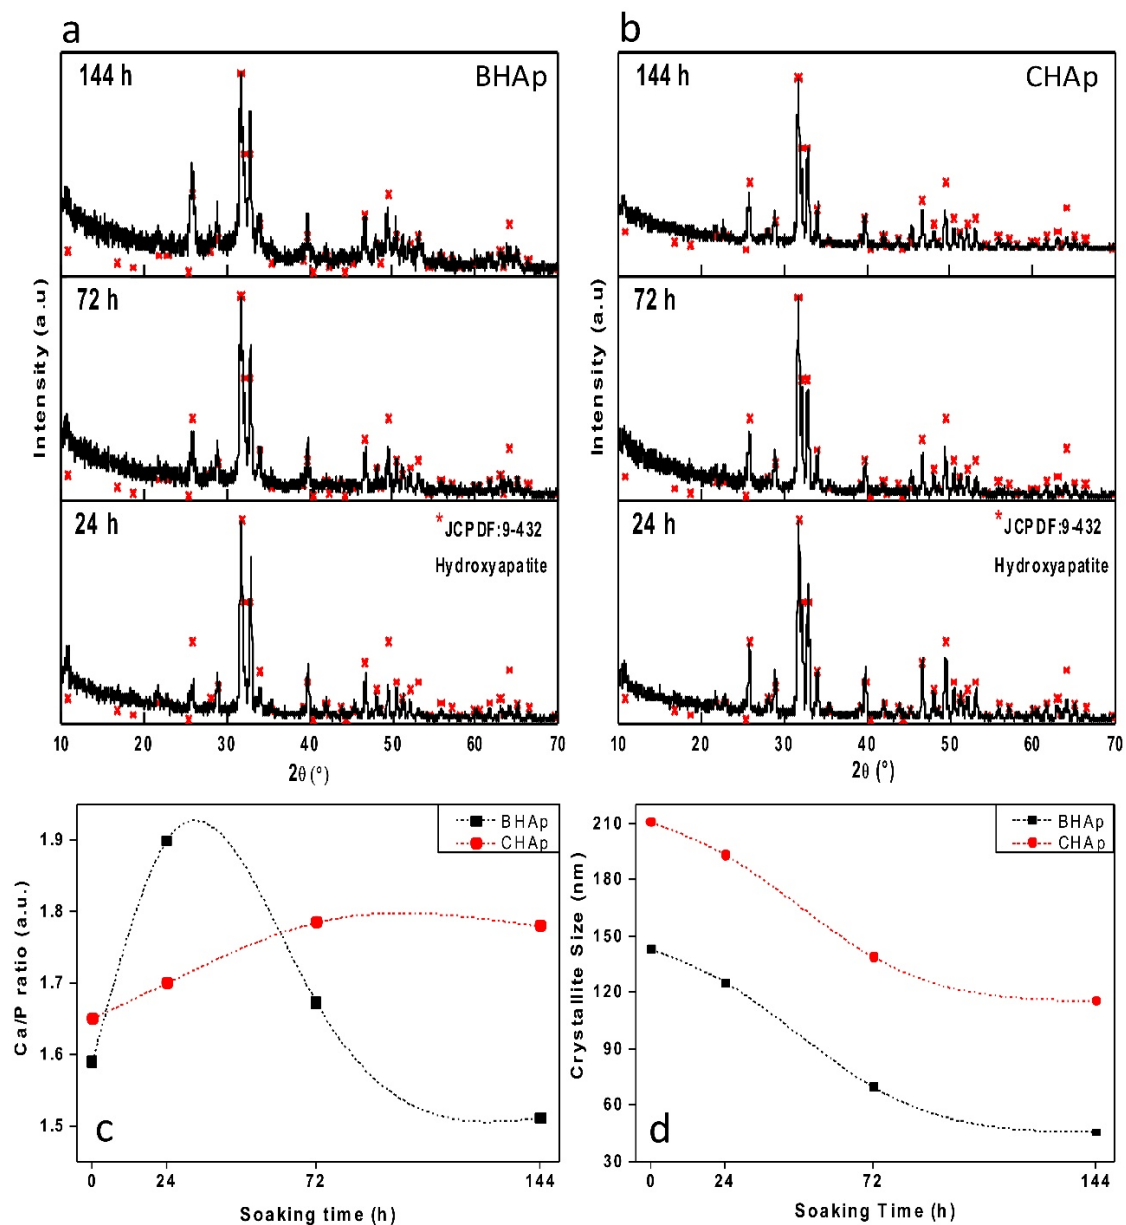 a
144 h
BHAp
72 h
24 h
*JCPDF:9-432
Hydroxyapatite
Intensity (a.u)
Intensity (a .u)
10 20 30 40 50 60 70
2θ (°)
b
144 h
CHAp
72 h
24 h
*JCPDF:9-432
Hydroxyapatite
Intensity (a.u)
Intensity (a.u)
10 20 30 40 50 60 70
2θ (°)
BHAp
CHAp
Ca/P ratio (a.u.)
1.9
1.8
1.7
1.6
1.5
c
0 24 72 144
Soaking time (h)
BHAp
CHAp
Crystallite Size (nm)
210
180
150
120
90
60
30
d
0 24 72 144
Soaking Time (h)